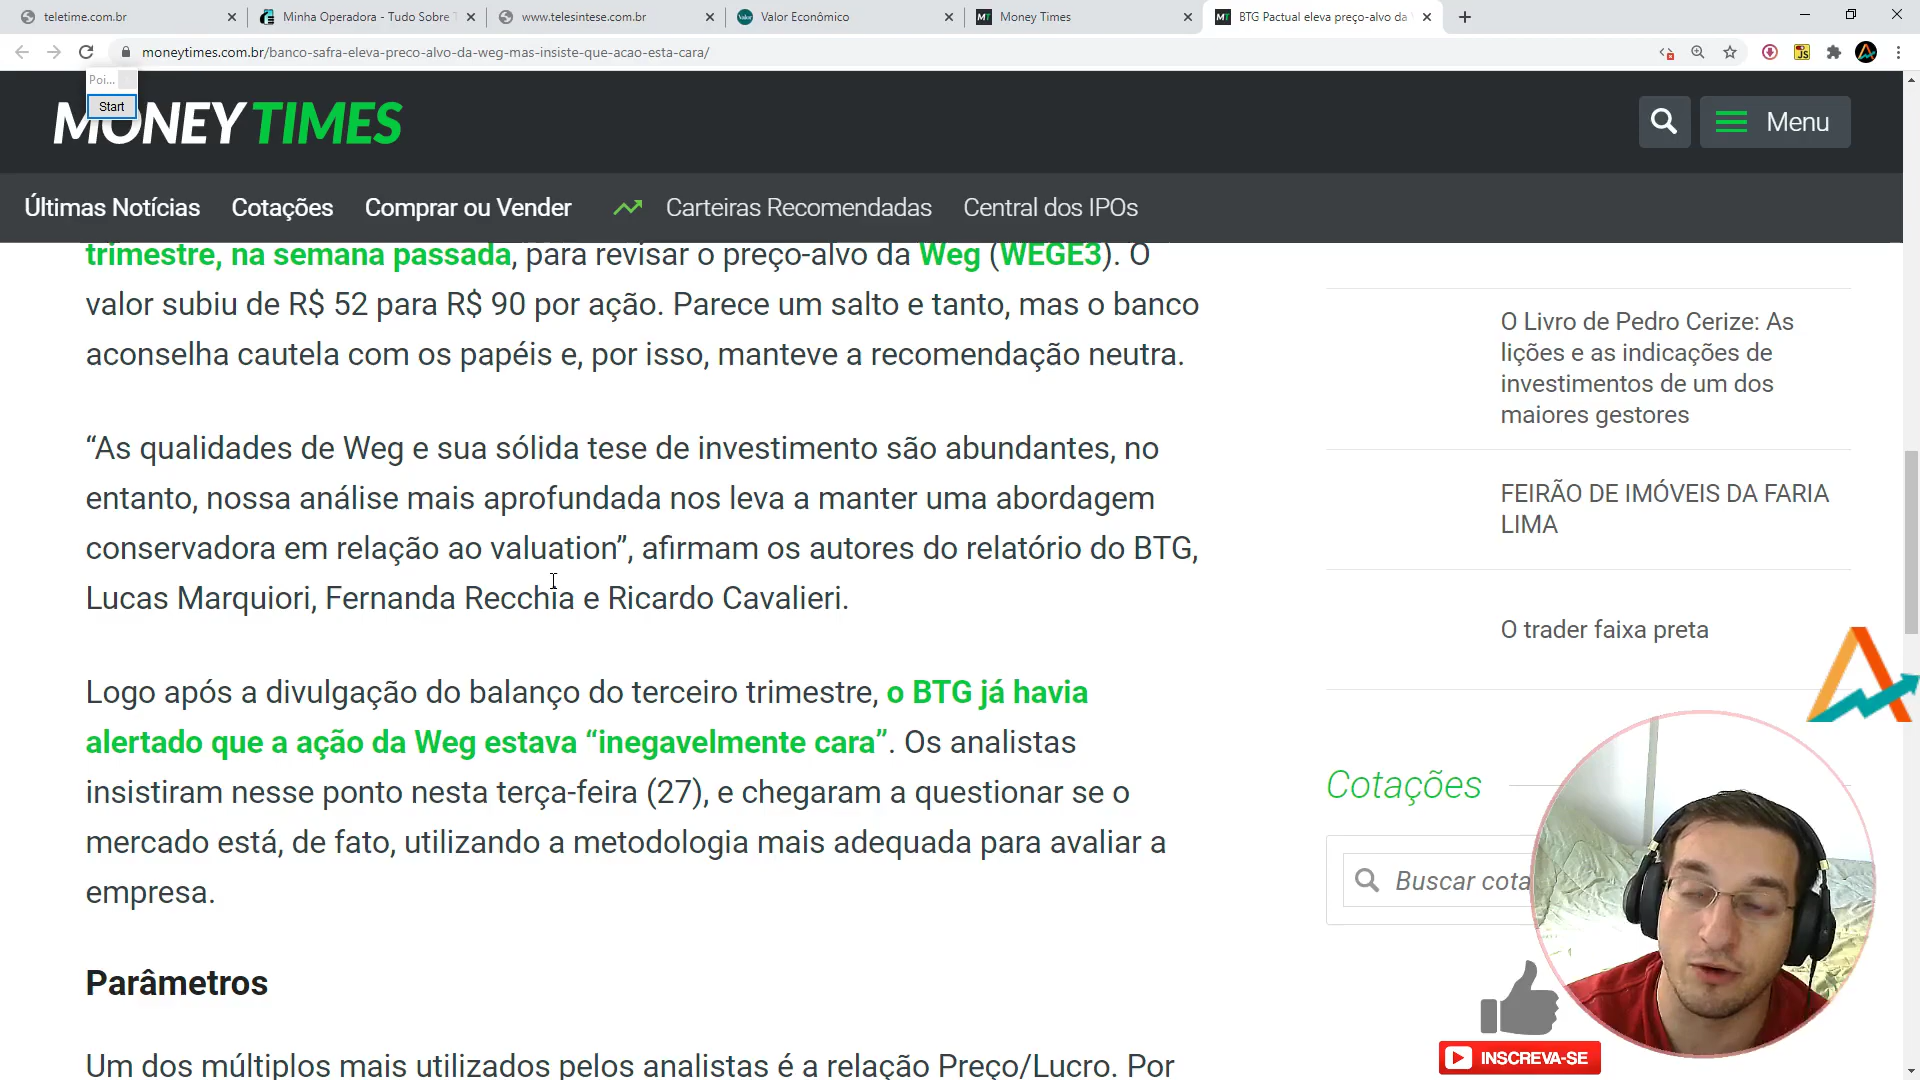 teletime.com.br
Minha Operadora - Tudo Sobre T
www.telesintese.com.br
Valor Econômico
Money Times
BTG Pactual eleva preço-alvo da
moneytimes.com.br/banco-safra-eleva-preco-alvo-da-weg-mas-insiste-que-acao-esta-cara/
Poi...
Start
MONEY TIMES
Menu
Últimas Notícias
Cotações
Comprar ou Vender
Carteiras Recomendadas
Central dos IPOs
trimestre, na semana passada, para revisar o preço-alvo da Weg (WEGE3). O
valor subiu de R$ 52 para R$ 90 por ação. Parece um salto e tanto, mas o banco
aconselha cautela com os papéis e, por isso, manteve a recomendação neutra.
“As qualidades de Weg e sua sólida tese de investimento são abundantes, no
entanto, nossa análise mais aprofundada nos leva a manter uma abordagem
conservadora em relação ao valuation”, afirmam os autores do relatório do BTG,
Lucas Marquiori, Fernanda Recchia e Ricardo Cavalieri.
Logo após a divulgação do balanço do terceiro trimestre, o BTG já havia
alertado que a ação da Weg estava “inegavelmente cara”. Os analistas
insistiram nesse ponto nesta terça-feira (27), e chegaram a questionar se o
mercado está, de fato, utilizando a metodologia mais adequada para avaliar a
empresa.
Parâmetros
Um dos múltiplos mais utilizados pelos analistas é a relação Preço/Lucro. Por
O Livro de Pedro Cerize: As
lições e as indicações de
investimentos de um dos
maiores gestores
FEIRÃO DE IMÓVEIS DA FARIA
LIMA
O trader faixa preta
Cotações
Buscar cota
INSCREVA-SE